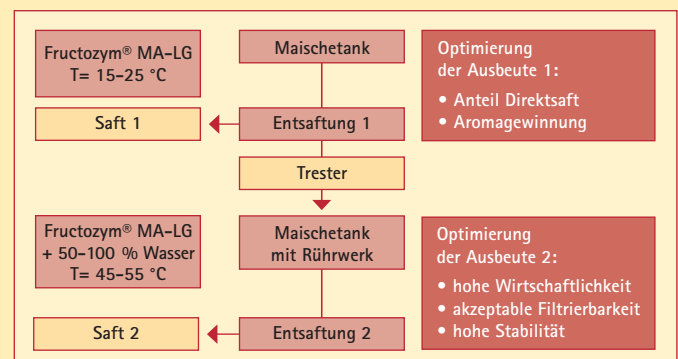 Fructozym® MA-LG
T= 15-25 °C
Maischetank
Optimierung
der Ausbeute 1:
• Anteil Direktsaft
• Aromagewinnung
Saft 1
Entsaftung 1
Trester
Fructozym® MA-LG
+ 50-100 % Wasser
T= 45-55 °C
Maischetank
mit Rührwerk
Optimierung
der Ausbeute 2:
• hohe Wirtschaftlichkeit
• akzeptable Filtrierbarkeit
• hohe Stabilität
Saft 2
Entsaftung 2